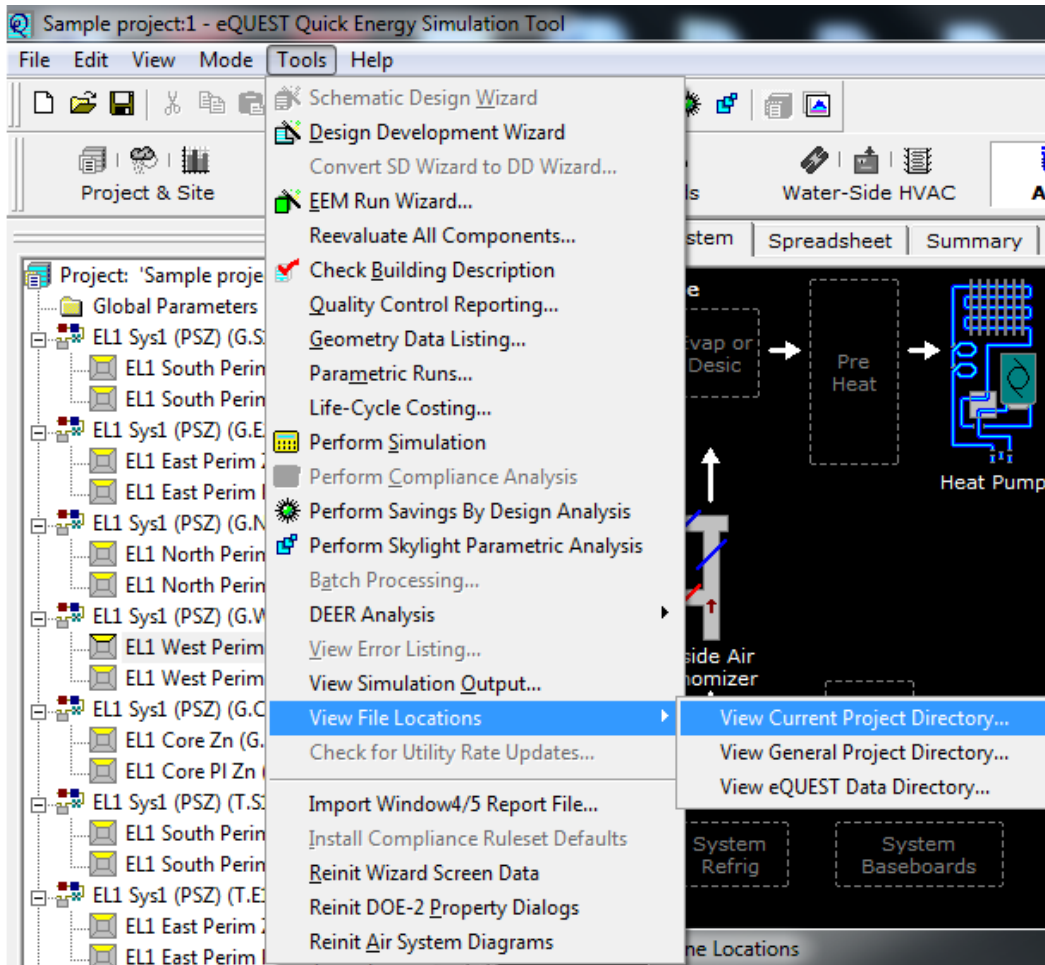 Sample project:1 - eQUEST Quick Energy Simulation Tool
File Edit View Mode Tools Help
Project & Site
Water-Side HVAC
A
Spreadsheet
Summary
Project: 'Sample proje
Global Parameters
EL1 Sys1 (PSZ) (G.S
EL1 South Perin
EL1 South Perin
EL1 Sys1 (PSZ) (G.E
EL1 East Perim
EL1 East Perim
EL1 Sys1 (PSZ) (G.N
EL1 North Perin
EL1 North Perin
EL1 Sys1 (PSZ) (G.W
EL1 West Perim
EL1 West Perim
EL1 Sys1 (PSZ) (G.C
EL1 Core Zn (G.
EL1 Core Pl Zn
EL1 Sys1 (PSZ) (T.S
EL1 South Perin
EL1 South Perin
EL1 Sys1 (PSZ) (T.E
EL1 East Perim
EL1 East Perim
Schematic Design Wizard
Design Development Wizard
Convert SD Wizard to DD Wizard...
EEM Run Wizard...
Reevaluate All Components...
Check Building Description
Quality Control Reporting...
Geometry Data Listing...
Parametric Runs...
Life-Cycle Costing...
Perform Simulation
Perform Compliance Analysis
Perform Savings By Design Analysis
Perform Skylight Parametric Analysis
Batch Processing...
DEER Analysis
View Error Listing...
View Simulation Output...
View File Locations
Check for Utility Rate Updates...
Import Window4/5 Report File...
Install Compliance Ruleset Defaults
Reinit Wizard Screen Data
Reinit DOE-2 Property Dialogs
Reinit Air System Diagrams
View Current Project Directory...
View General Project Directory...
View eQUEST Data Directory...
vap or
Desic
Pre
Heat
Heat Pump
side Air
nomizer
System
Refrig
System
Baseboards
ne Locations